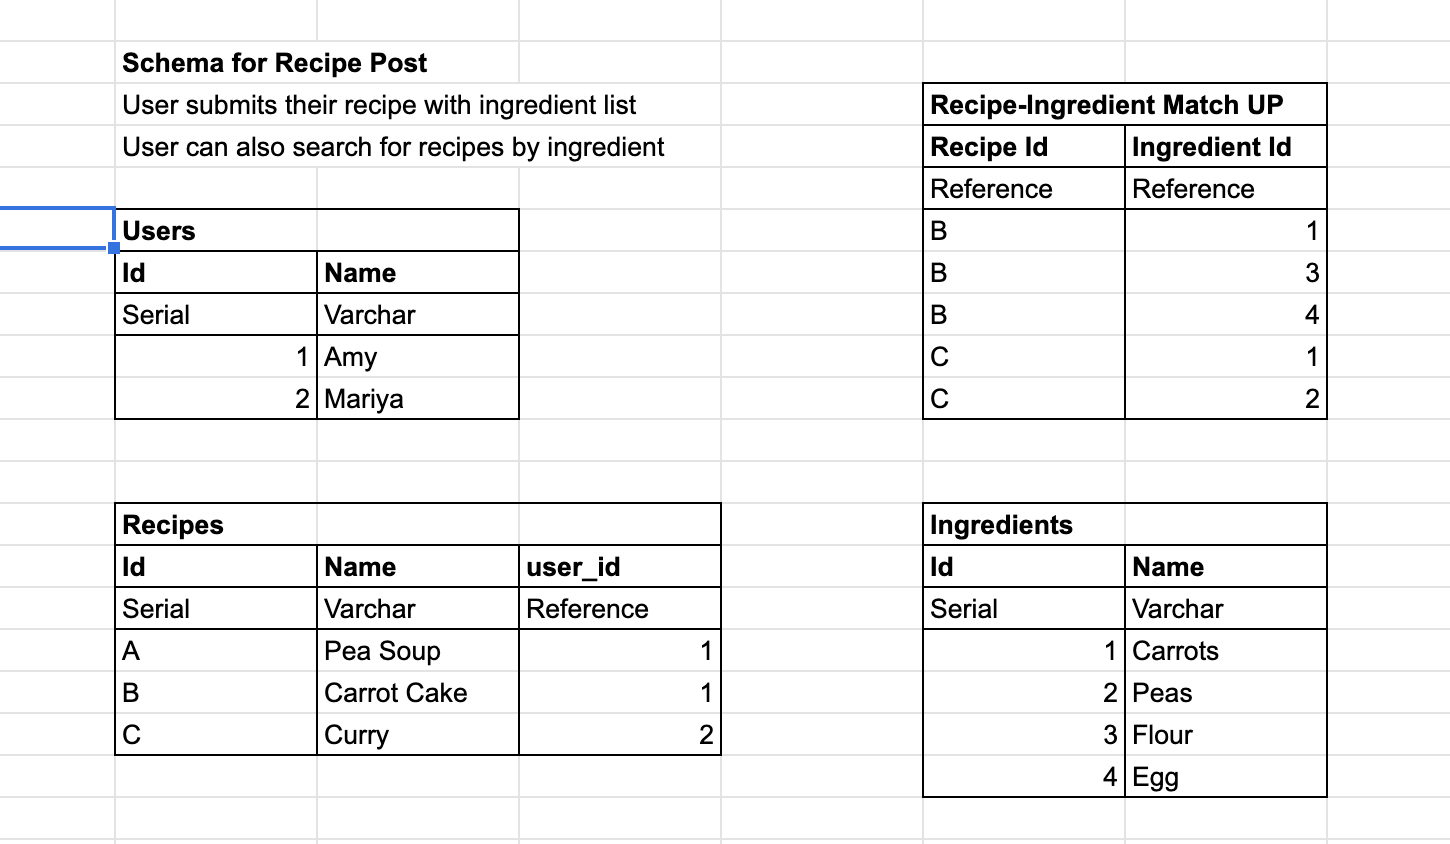 Schema for Recipe Post
User submits their recipe with ingredient list
User can also search for recipes by ingredient
Users
Id Name
Serial Varchar
1 Amy
2 Mariya
Recipe-Ingredient Match UP
Recipe Id Ingredient Id
Reference Reference
B 1
B 3
B 4
C 1
C 2
Recipes
Id Name user_id
Serial Varchar Reference
A Pea Soup 1
B Carrot Cake 1
C Curry 2
Ingredients
Id Name
Serial Varchar
1 Carrots
2 Peas
3 Flour
4 Egg